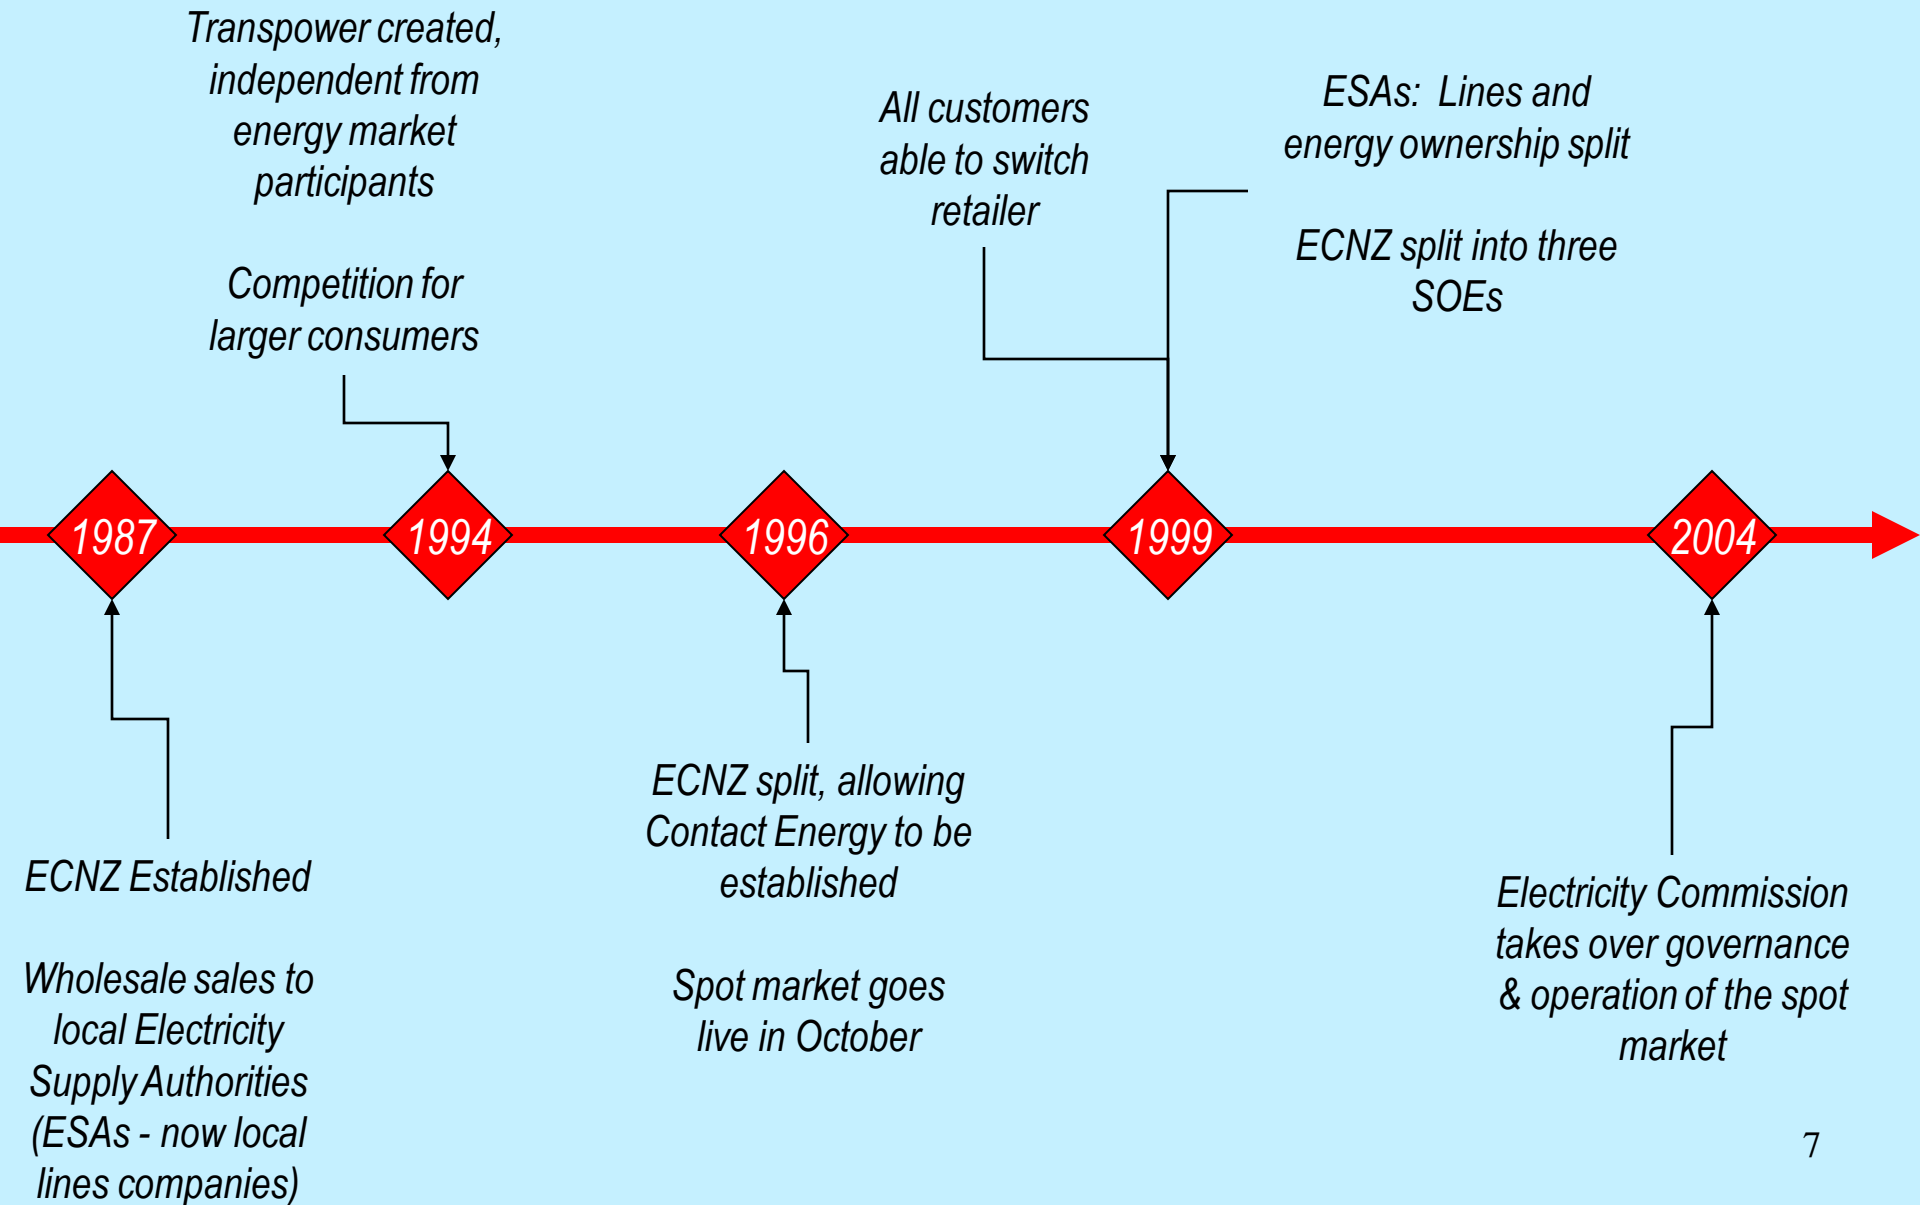 Transpower created,
independent from
energy market
participants
Competition for
larger consumers
All customers
able to switch
retailer
ESAs: Lines and
energy ownership split
ECNZ split into three
SOEs
1987
1994
1996
1999
2004
ECNZ Established
Wholesale sales to
local Electricity
Supply Authorities
(ESAs - now local
lines companies)
ECNZ split, allowing
Contact Energy to be
established
Spot market goes
live in October
Electricity Commission
takes over governance
& operation of the spot
market
7